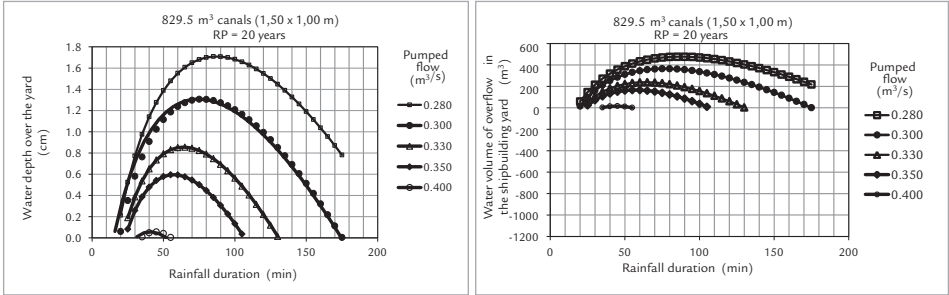 829.5 m³ canals (1,50 x 1,00 m)
RP = 20 years
1.8
1.6
1.4
1.2
1.0
0.8
0.6
0.4
0.2
0.0
0
50
100
150
200
Water depth over the yard
(cm)
Rainfall duration (min)
Pumped
flow
(m³/s)
0.280
0.300
0.330
0.350
0.400
829.5 m³ canals (1,50 x 1,00 m)
RP = 20 years
600
400
200
0
-200
-400
-600
-800
-1000
-1200
0
50
100
150
200
Water volume of overflow in
the shipbuilding yard (m³)
Rainfall duration (min)
Pumped
flow
(m³/s)
0.280
0.300
0.330
0.350
0.400